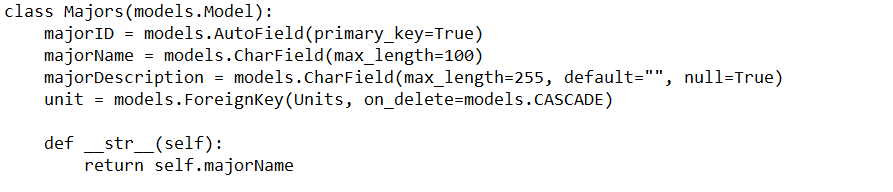 class Majors(models.Model):
    majorID = models.AutoField(primary_key=True)
    majorName = models.CharField(max_length=100)
    majorDescription = models.CharField(max_length=255, default="", null=True)
    unit = models.ForeignKey(Units, on_delete=models.CASCADE)

    def __str__(self):
        return self.majorName